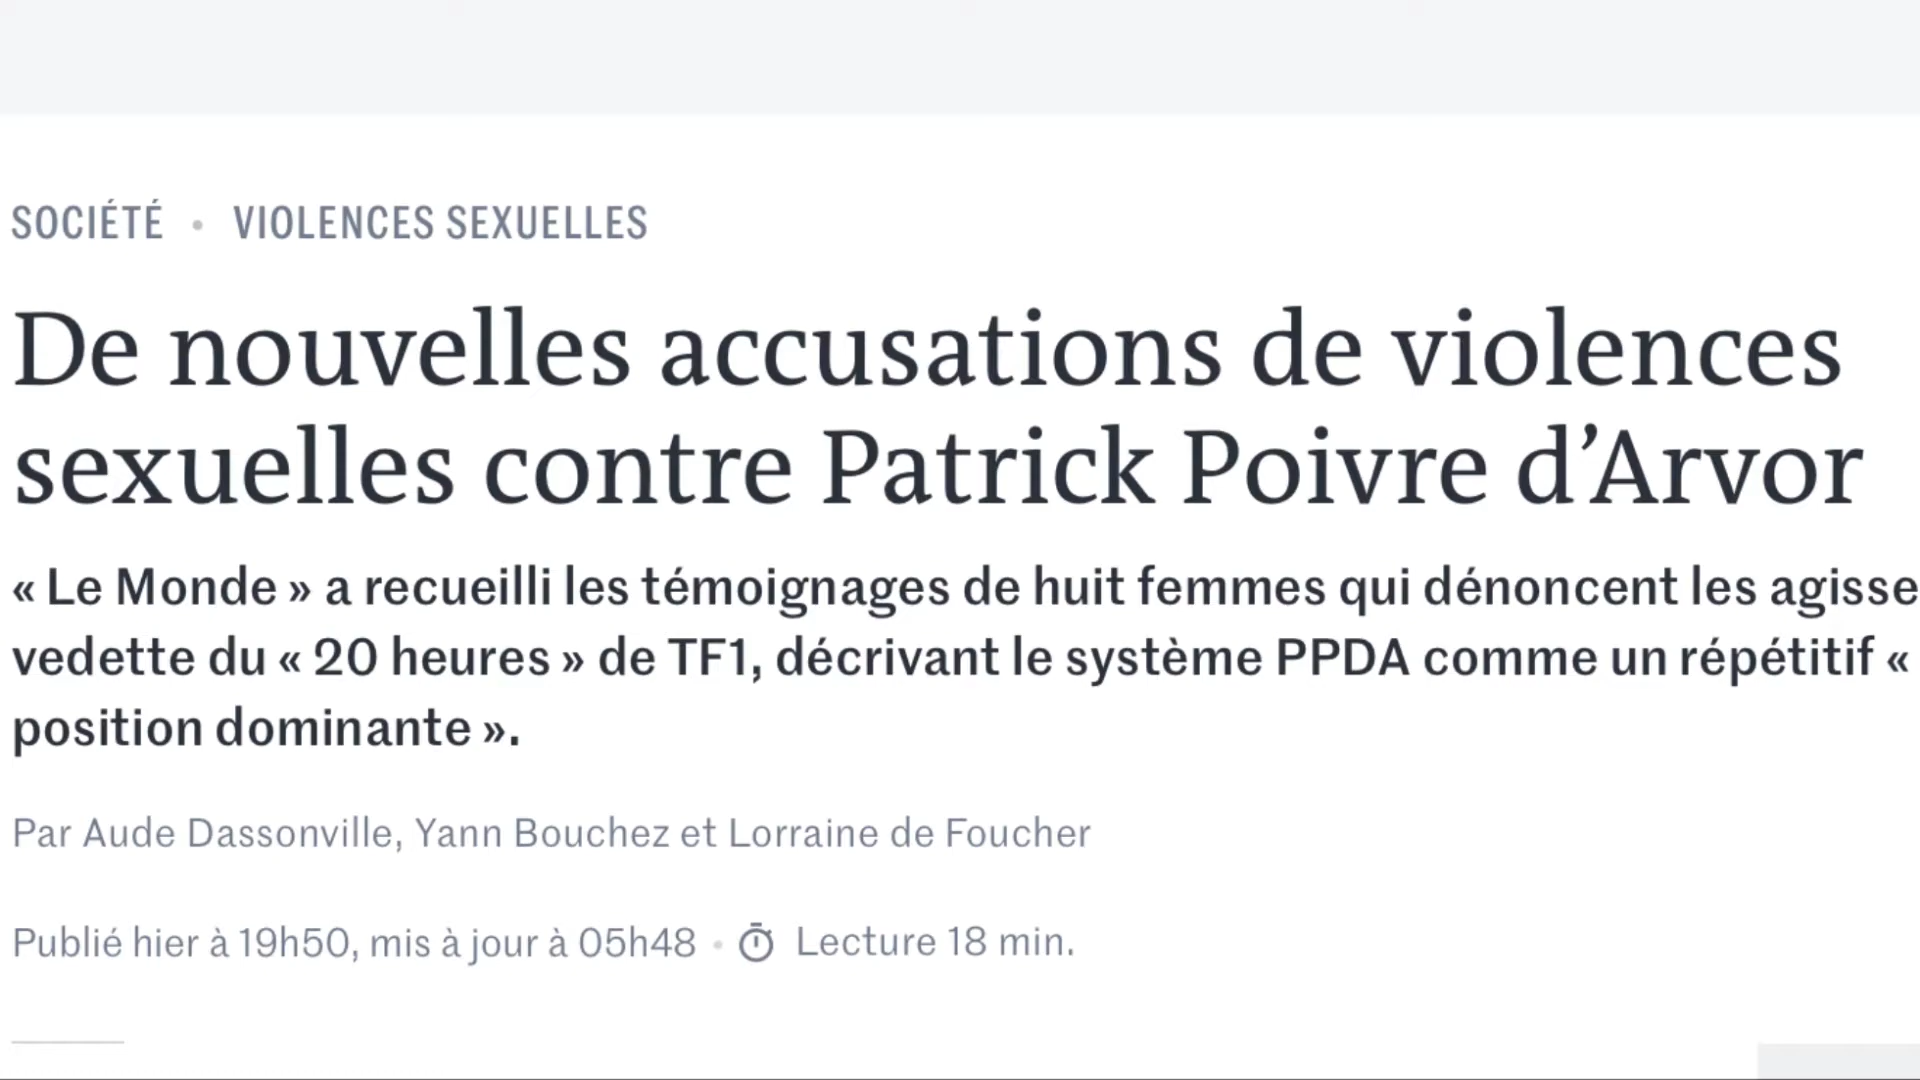 SOCIÉTÉ • VIOLENCES SEXUELLES
De nouvelles accusations de violences
sexuelles contre Patrick Poivre d’Arvor
« Le Monde » a recueilli les témoignages de huit femmes qui dénoncent les
vedette du « 20 heures » de TF1, décrivant le système PPDA comme un répétitif «
position dominante ».
Par Aude Dassonville, Yann Bouchez et Lorraine de Foucher
Publié hier à 19h50, mis à jour à 05h48 • Lecture 18 min.